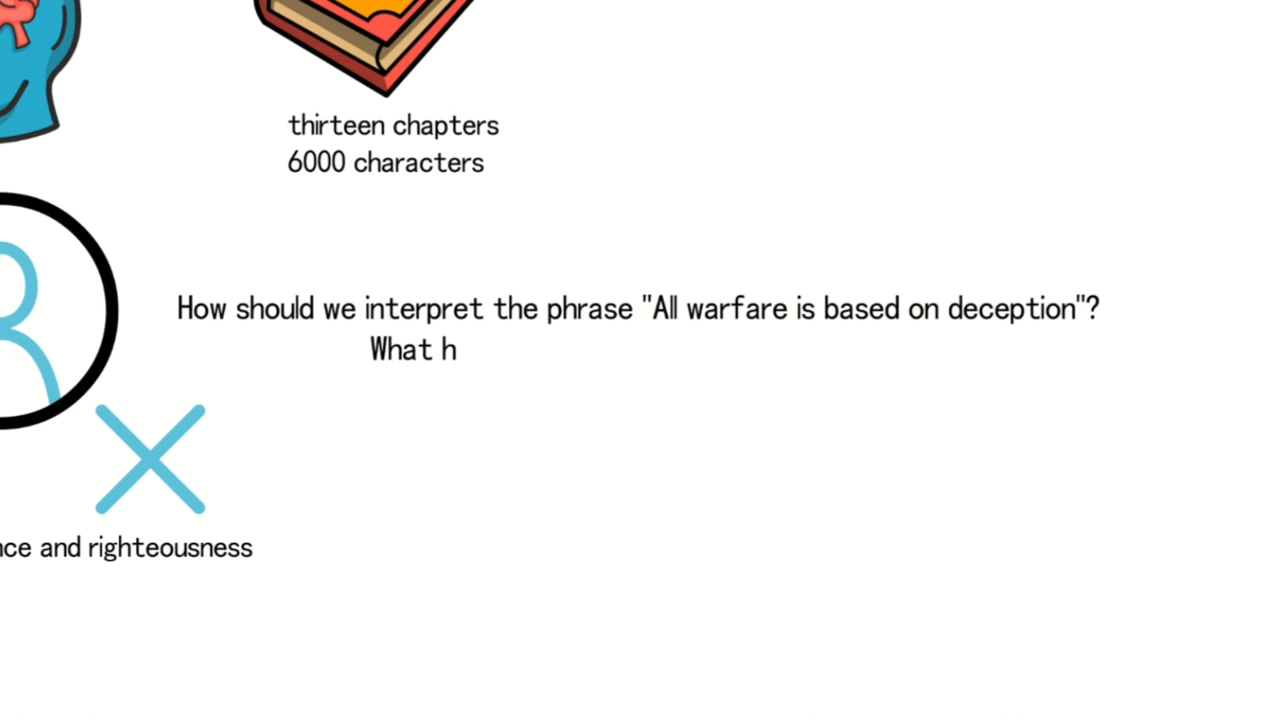 thirteen chapters
6000 characters
How should we interpret the phrase "All warfare is based on deception"?
What h
and righteousness